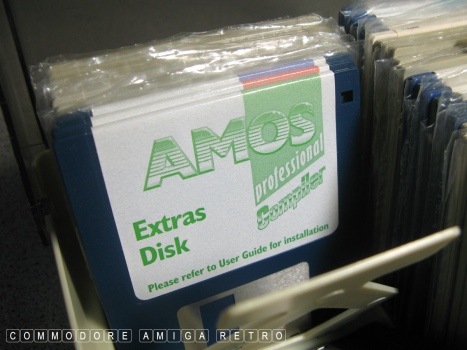 AMOS
professional
Compiler
Extras
Disk
Please refer to User Guide for installation
COMMODORE AMIGA RETRO